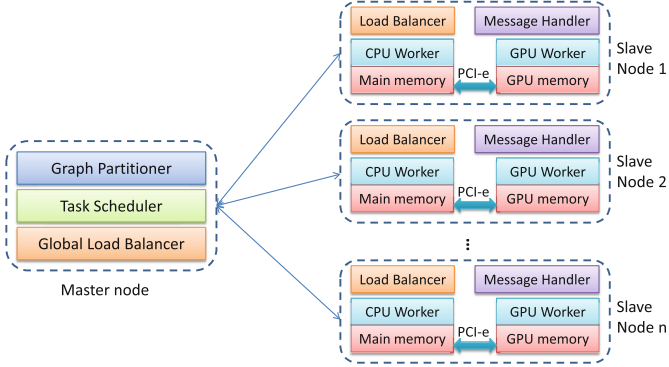 Graph Partitioner
Task Scheduler
Global Load Balancer
Master node
Load Balancer
Message Handler
CPU Worker
GPU Worker
Main memory
PCI-e
GPU memory
Slave
Node 1
Load Balancer
Message Handler
CPU Worker
GPU Worker
Main memory
PCI-e
GPU memory
Slave
Node 2
...
Load Balancer
Message Handler
CPU Worker
GPU Worker
Main memory
PCI-e
GPU memory
Slave
Node n